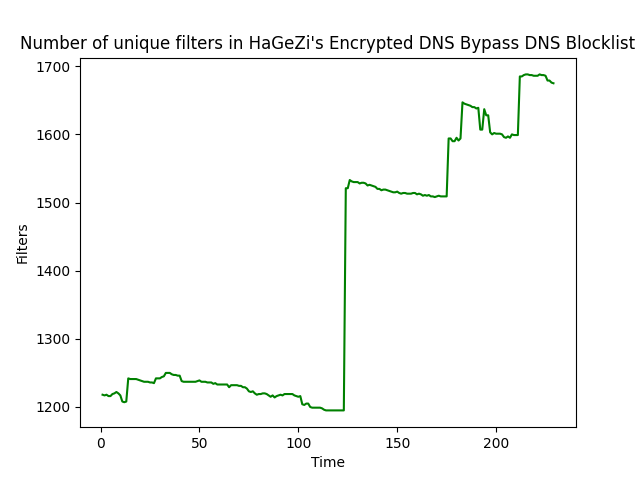 Number of unique filters in HaGeZi's Encrypted DNS Bypass DNS Blocklist
1700
1600
1500
1400
1300
1200
Filters
0 50 100 150 200
Time